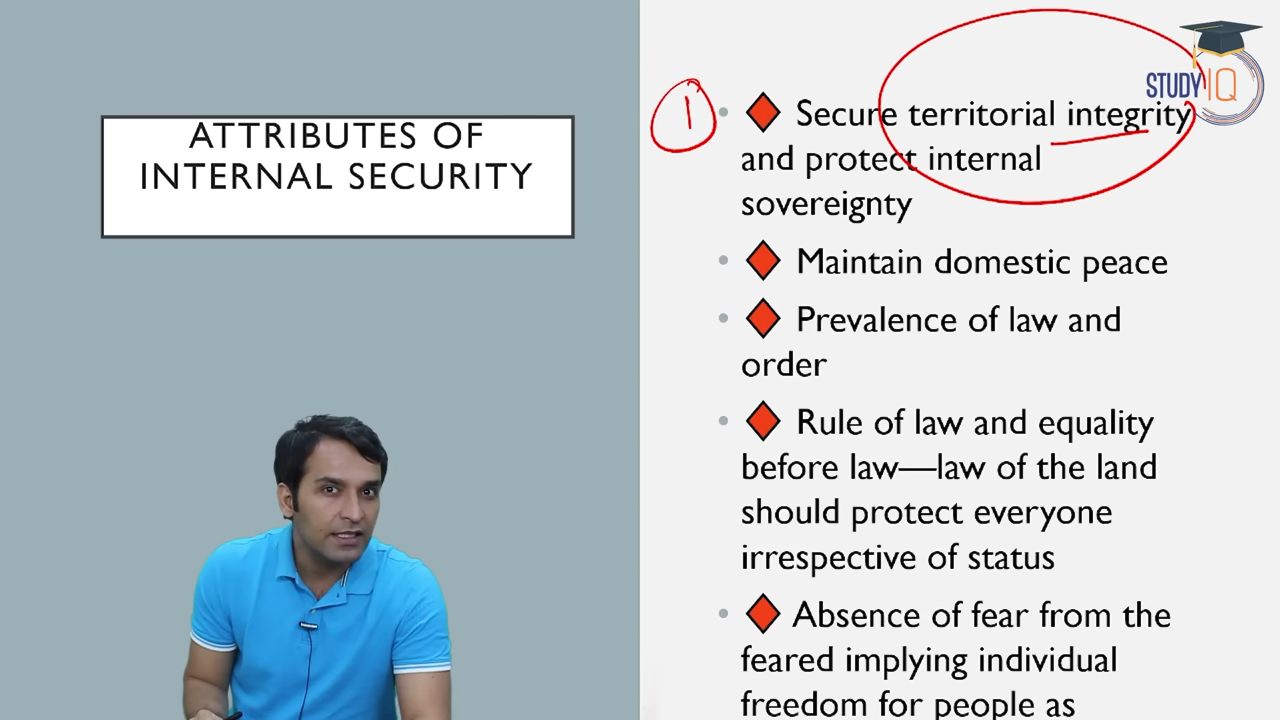 ATTRIBUTES OF
INTERNAL SECURITY
STUDY IQ
1
• ♦ Secure territorial integrity
and protect internal
sovereignty
• ♦ Maintain domestic peace
• ♦ Prevalence of law and
order
• ♦ Rule of law and equality
before law—law of the land
should protect everyone
irrespective of status
• ♦ Absence of fear from the
feared implying individual
freedom for people as